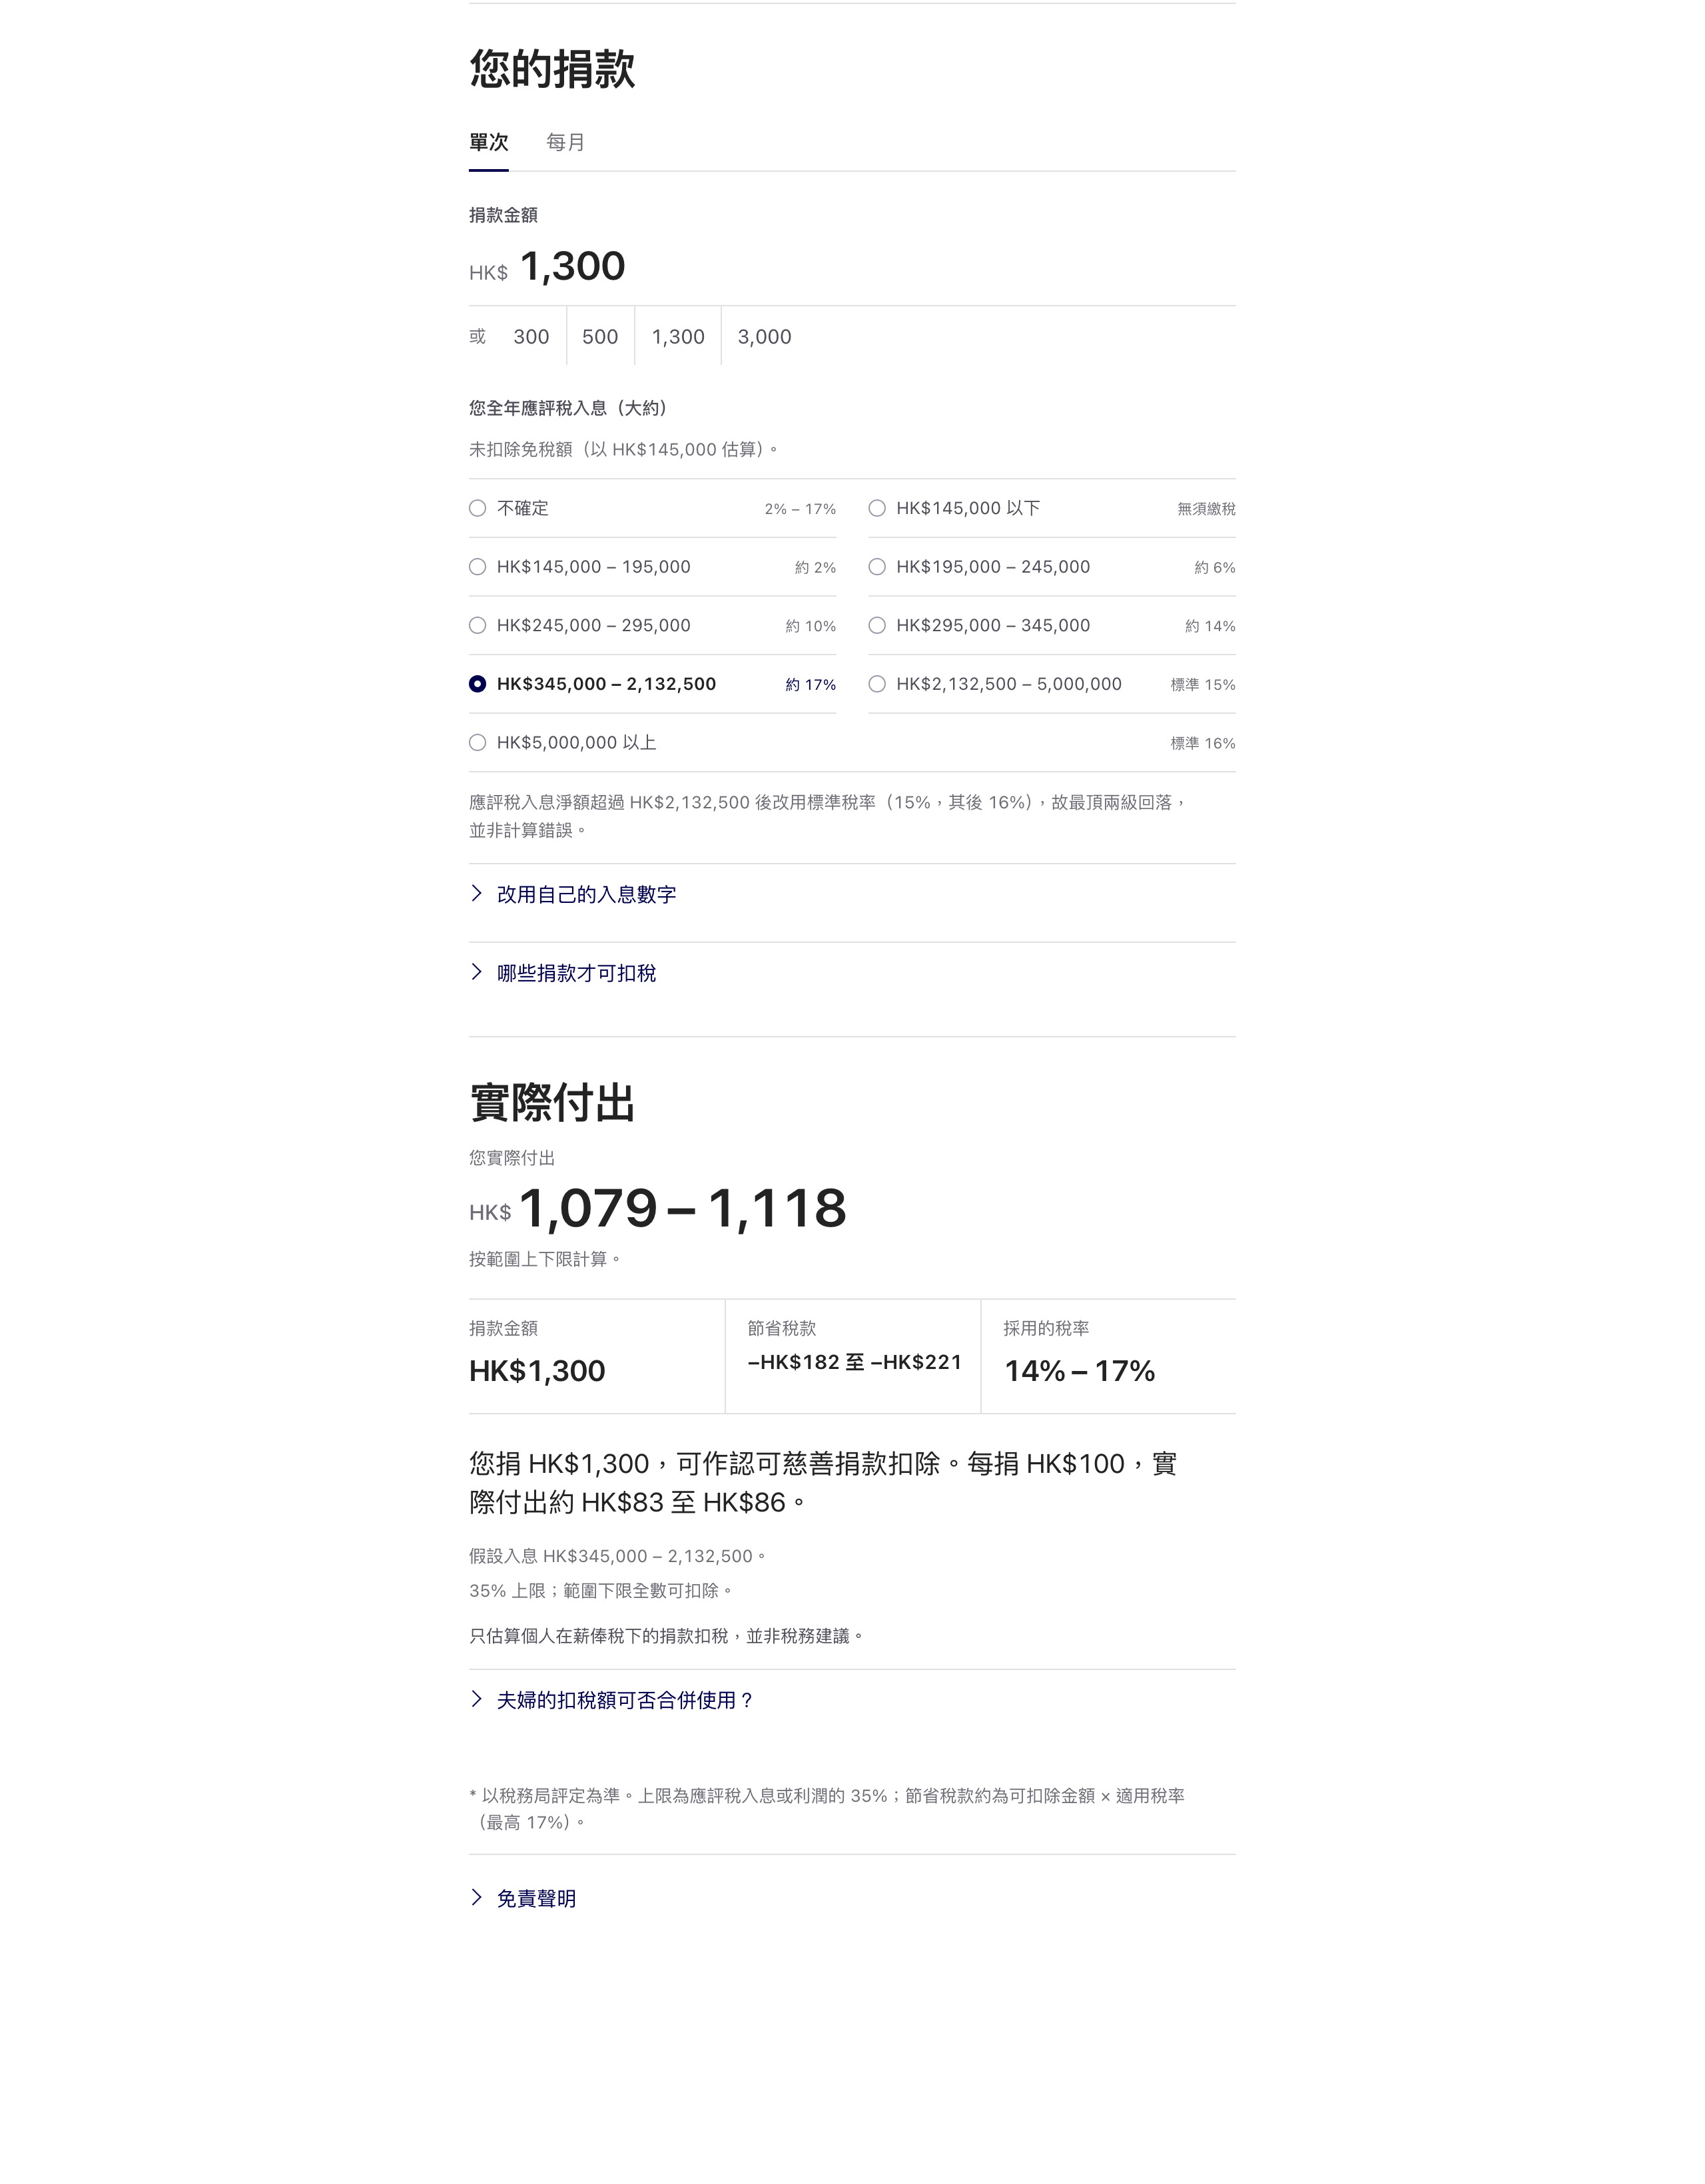 您的捐款
單次 每月
捐款金額
HK$ 1,300
或 300 500 1,300 3,000
您全年應評稅入息（大約）
未扣除免稅額（以 HK$145,000 估算）。
不確定 2% – 17%
HK$145,000 以下 無須繳稅
HK$145,000 – 195,000 約 2%
HK$195,000 – 245,000 約 6%
HK$245,000 – 295,000 約 10%
HK$295,000 – 345,000 約 14%
HK$345,000 – 2,132,500 約 17%
HK$2,132,500 – 5,000,000 標準 15%
HK$5,000,000 以上 標準 16%
應評稅入息淨額超過 HK$2,132,500 後改用標準稅率（15%，其後 16%），故最頂兩級回落，
並非計算錯誤。
改用自己的入息數字
哪些捐款才可扣稅
實際付出
您實際付出
HK$ 1,079 – 1,118
按範圍上下限計算。
捐款金額 節省稅款 採用的稅率
HK$1,300 –HK$182 至 –HK$221 14% – 17%
您捐 HK$1,300，可作認可慈善捐款扣除。每捐 HK$100，實
際付出約 HK$83 至 HK$86。
假設入息 HK$345,000 – 2,132,500。
35% 上限；範圍下限全數可扣除。
只估算個人在薪俸稅下的捐款扣稅，並非稅務建議。
夫婦的扣稅額可否合併使用？
* 以稅務局評定為準。上限為應評稅入息或利潤的 35%；節省稅款約為可扣除金額 × 適用稅率
（最高 17%）。
免責聲明